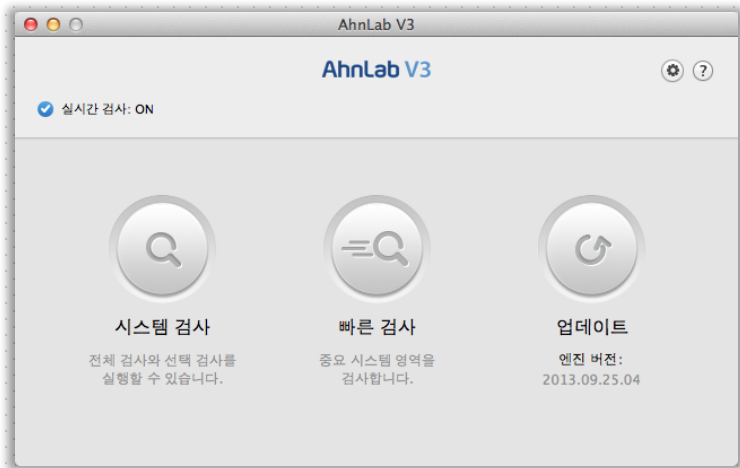 AhnLab V3
AhnLab V3
?
실시간 검사: ON
시스템 검사
전체 검사와 선택 검사를
실행할 수 있습니다.
빠른 검사
중요 시스템 영역을
검사합니다.
업데이트
엔진 버전:
2013.09.25.04